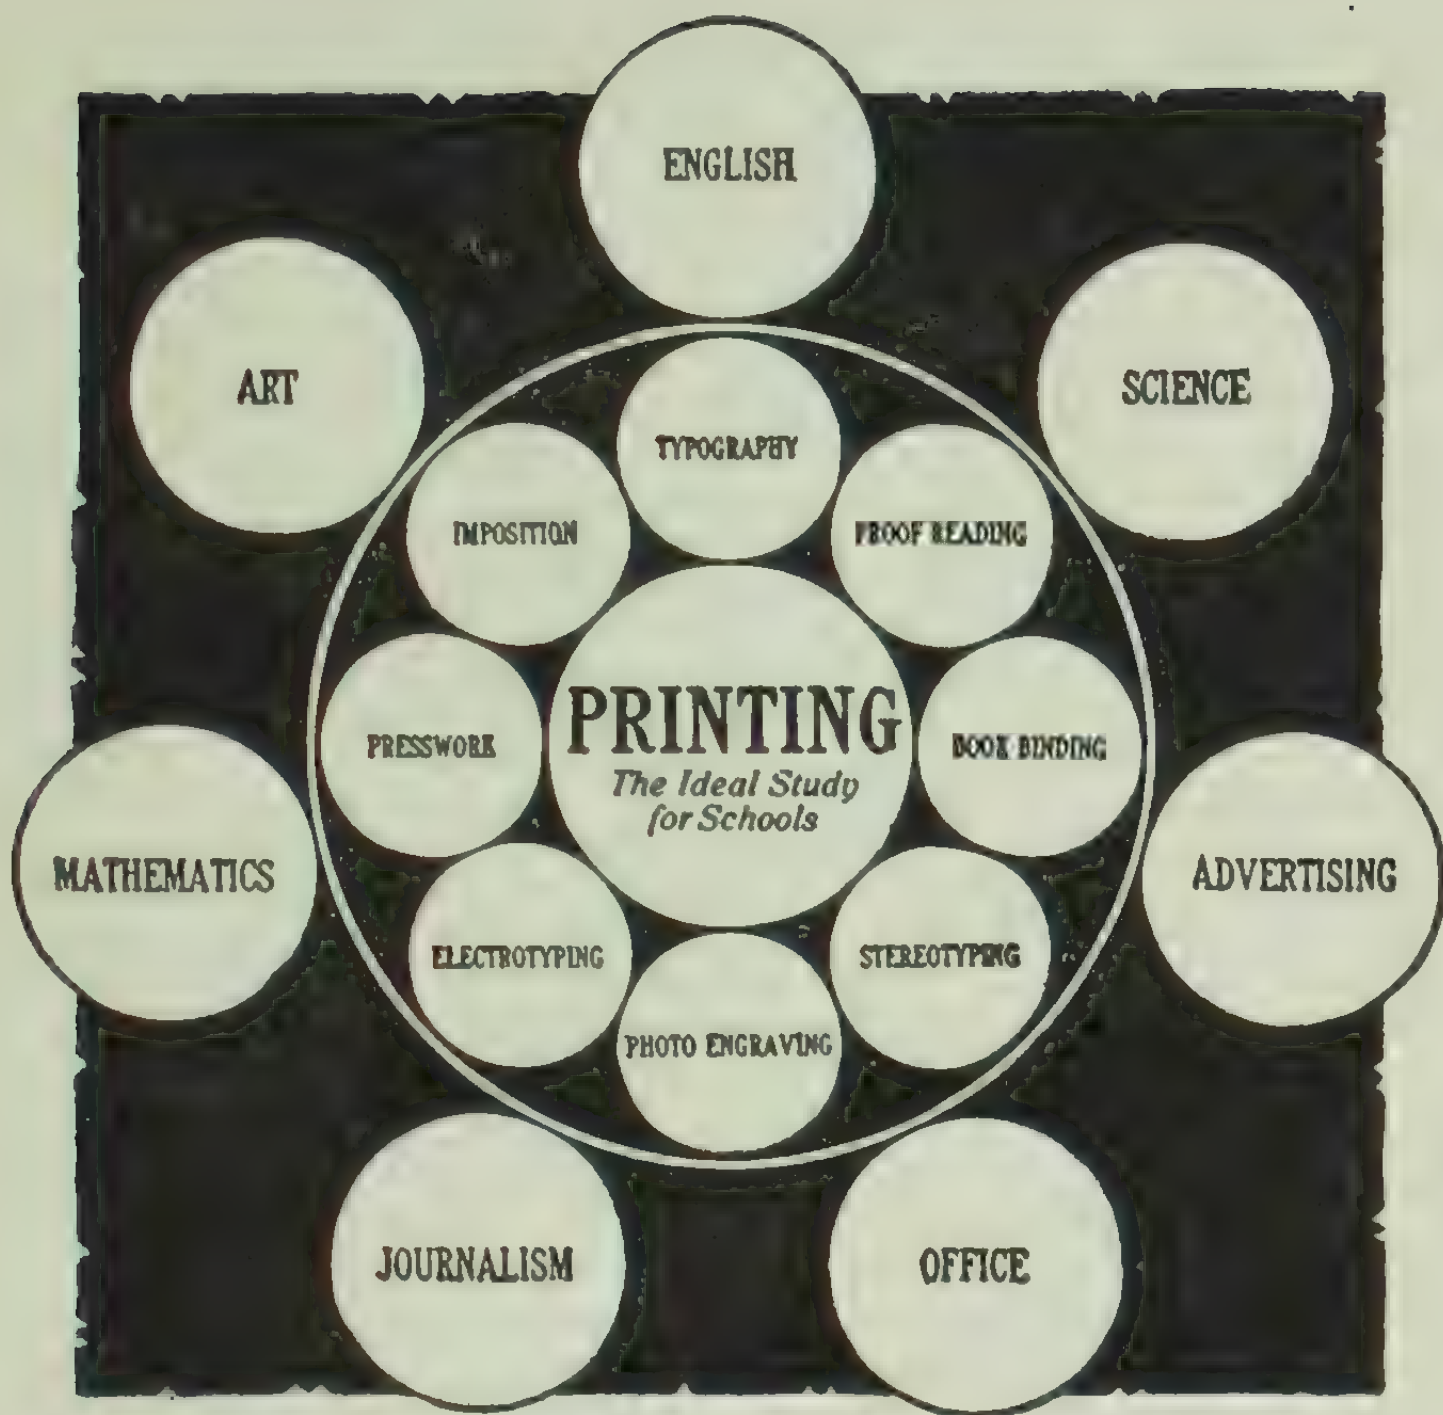 ENGLISH
ART
SCIENCE
TYPOGRAPHY
IMPOSITION
PROOF READING
PRESSWORK
PRINTING
The Ideal Study
for Schools
BOOK BINDING
MATHEMATICS
ADVERTISING
ELECTROTYPING
STEREOTYPING
PHOTO ENGRAVING
JOURNALISM
OFFICE